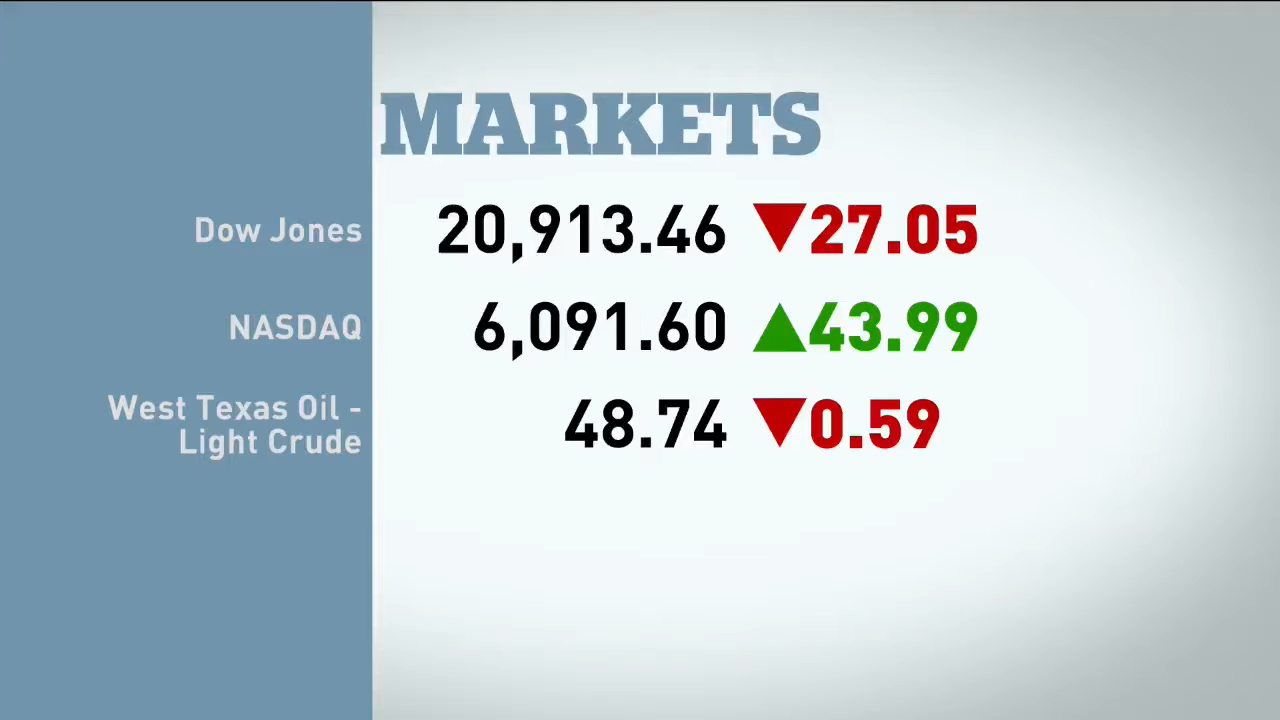 MARKETS
Dow Jones 20,913.46 ▼27.05
NASDAQ 6,091.60 ▲43.99
West Texas Oil -
Light Crude 48.74 ▼0.59